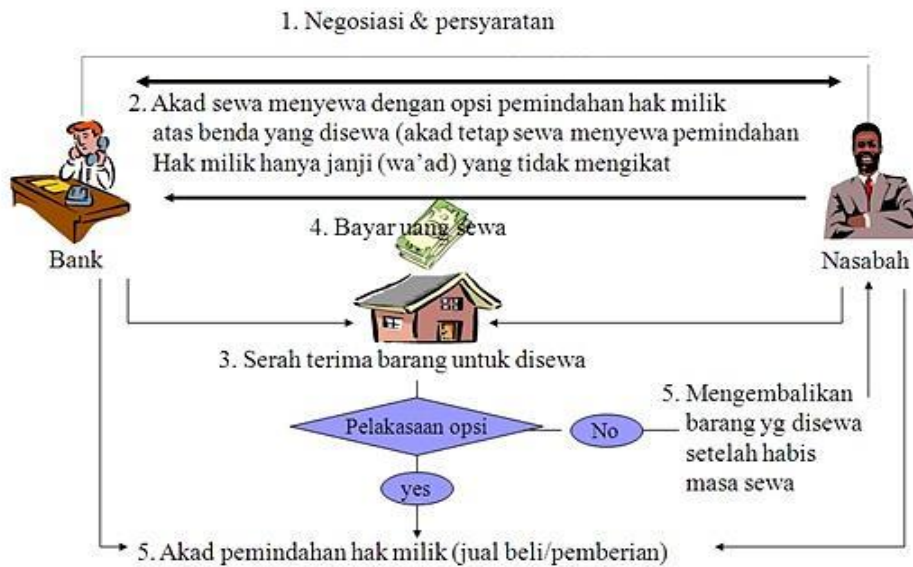 1. Negosiasi & persyaratan
2. Akad sewa menyewa dengan opsi pemindahan hak milik
atas benda yang disewa (akad tetap sewa menyewa pemindahan
Hak milik hanya janji (wa’ad) yang tidak mengikat
4. Bayar uang sewa
Bank
Nasabah
3. Serah terima barang untuk disewa
Pelakasaan opsi
No
5. Mengembalikan
barang yg disewa
setelah habis
masa sewa
yes
5. Akad pemindahan hak milik (jual beli/pemberian)